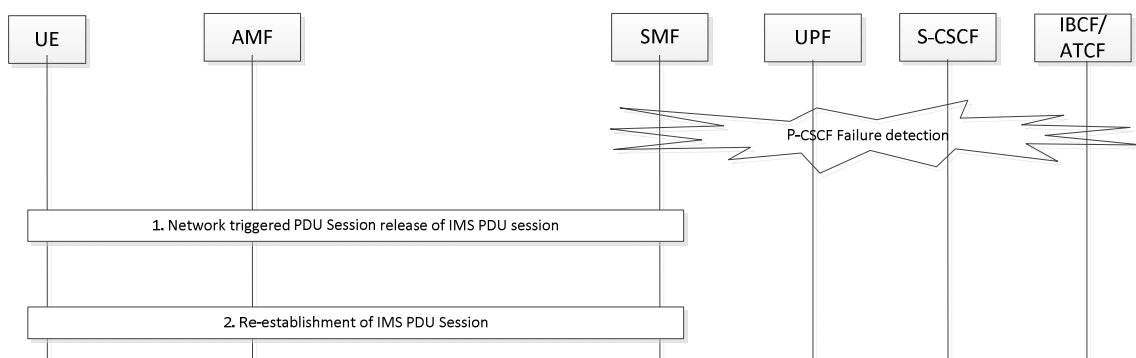 UE
AMF
SMF
UPF
S-CSCF
IBCF/
ATCF
P-CSCF Failure detection
1. Network triggered PDU Session release of IMS PDU session
2. Re-establishment of IMS PDU Session